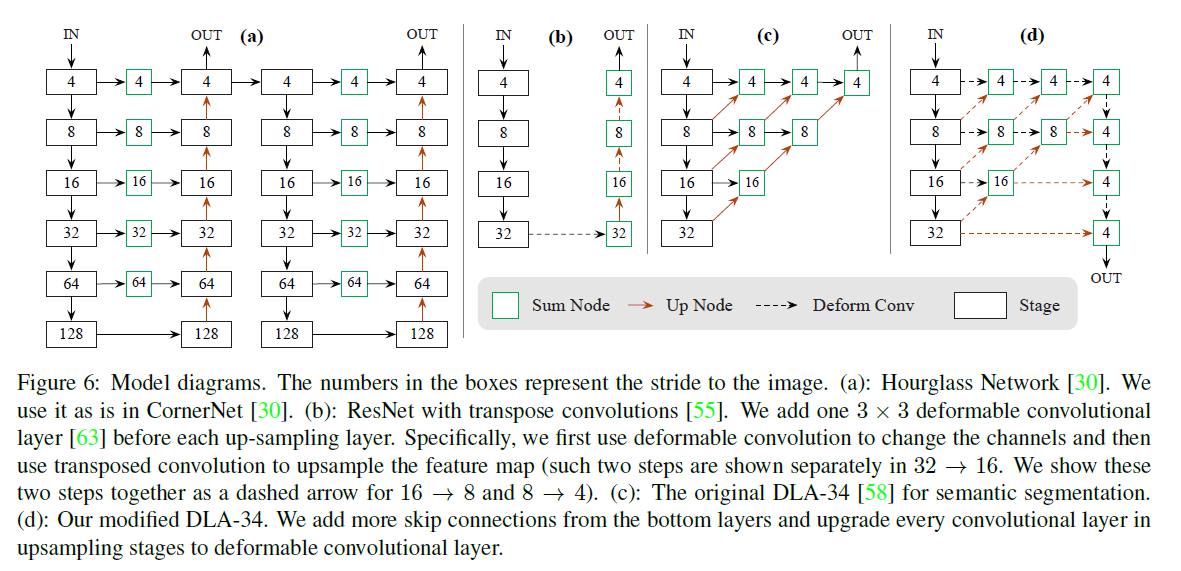 IN OUT (a) OUT IN (b) OUT IN (c) OUT IN (d)
4 4 4 4 4 4 4 4 4 4 4 4 4 4 4 4
8 8 8 8 8 8 8 8 8 8 8 8 8 8 4
16 16 16 16 16 16 16 16 16 16 16 16 4
32 32 32 32 32 32 32 32 32 32 4
64 64 64 64 64 64 OUT
128 128 128 128
Sum Node Up Node Deform Conv Stage
Figure 6: Model diagrams. The numbers in the boxes represent the stride to the image. (a): Hourglass Network [30]. We
use it as is in CornerNet [30]. (b): ResNet with transpose convolutions [55]. We add one 3 × 3 deformable convolutional
layer [63] before each up-sampling layer. Specifically, we first use deformable convolution to change the channels and then
use transposed convolution to upsample the feature map (such two steps are shown separately in 32 → 16. We show these
two steps together as a dashed arrow for 16 → 8 and 8 → 4). (c): The original DLA-34 [58] for semantic segmentation.
(d): Our modified DLA-34. We add more skip connections from the bottom layers and upgrade every convolutional layer in
upsampling stages to deformable convolutional layer.